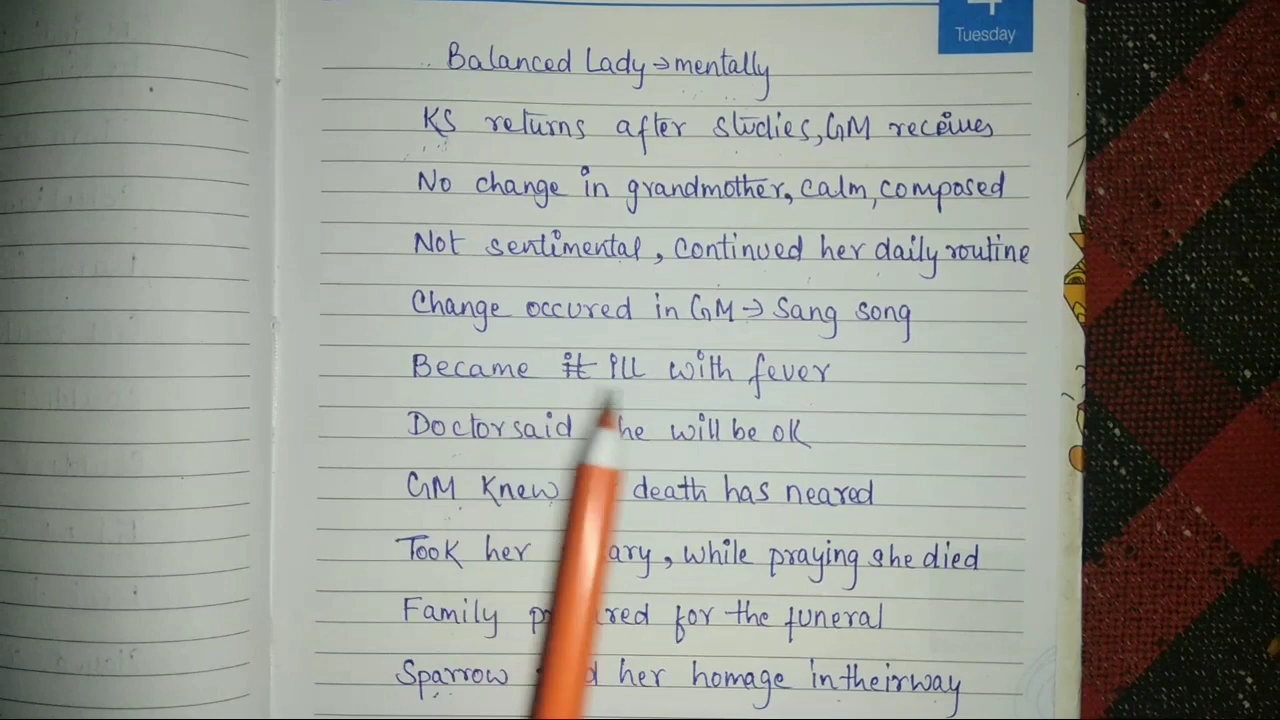 Tuesday
Balanced Lady → mentally
KS returns after studies, GM receives
No change in grandmother, calm, composed
Not sentimental, continued her daily routine
Change occured in GM → Sang song
Became it ill with fever
Doctor said he will be ok
GM Knew death has neared
Took her ary, while praying she died
Family p red for the funeral
Sparrow d her homage in their way